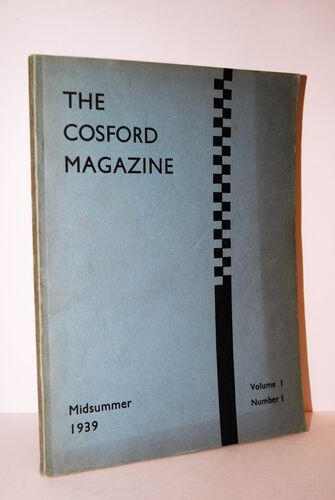 THE
COSFORD
MAGAZINE
Midsummer
1939
Volume 1
Number 1